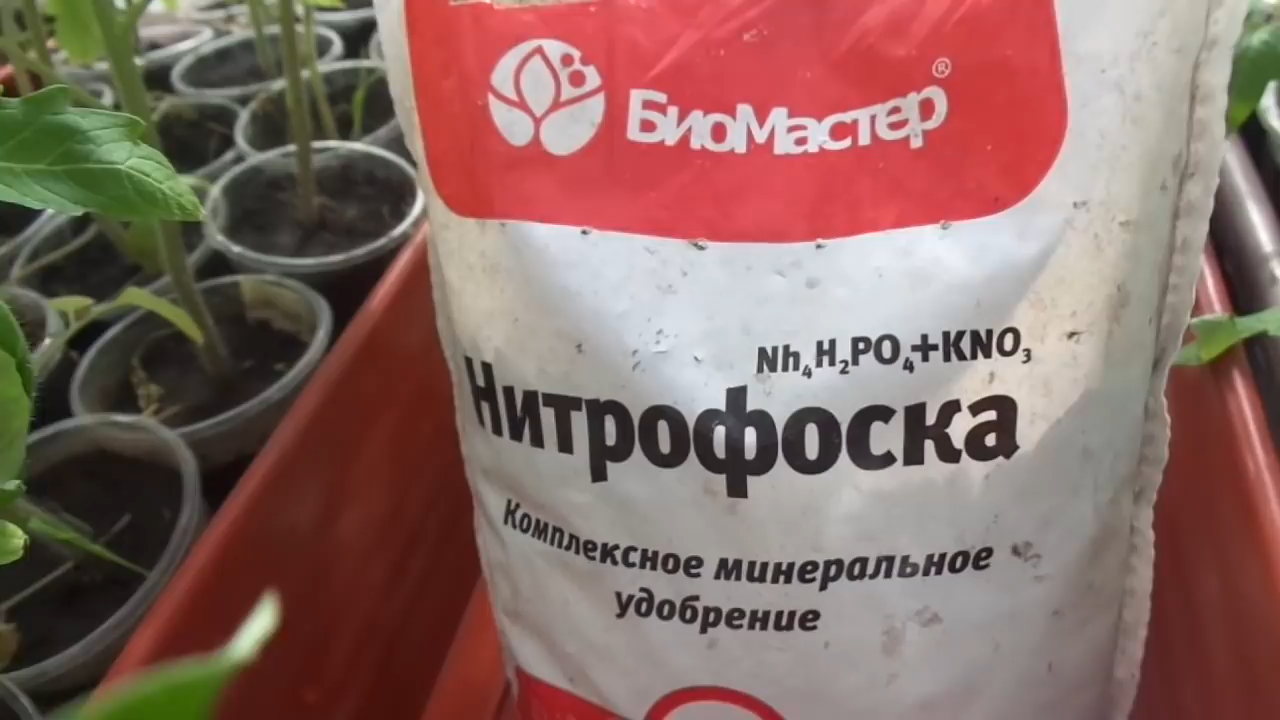 БиоМастер®
Nh₄H₂PO₄+KNO₃
Нитрофоска
Комплексное минеральное
удобрение